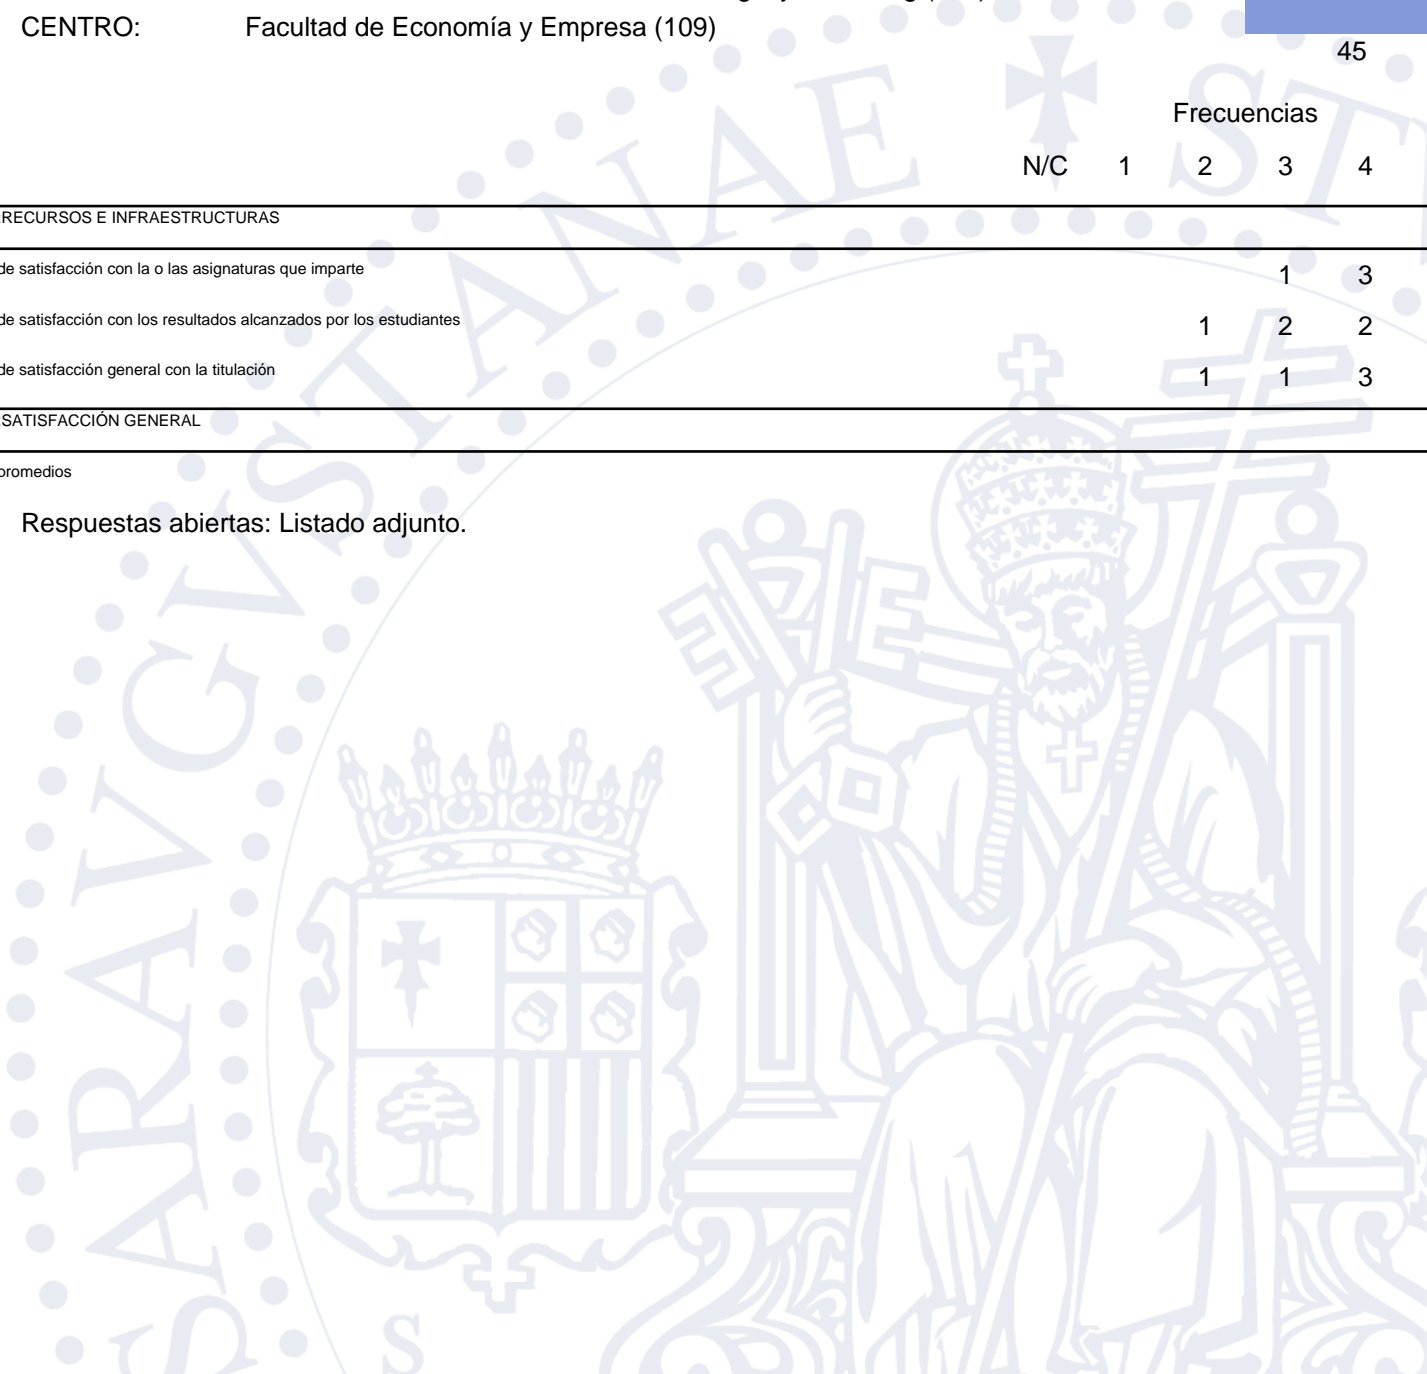 CENTRO: Facultad de Economía y Empresa (109)
45
Frecuencias
N/C 1 2 3 4
RECURSOS E INFRAESTRUCTURAS
de satisfacción con la o las asignaturas que imparte 1 3
de satisfacción con los resultados alcanzados por los estudiantes 1 2 2
de satisfacción general con la titulación 1 1 3
SATISFACCIÓN GENERAL
promedios
Respuestas abiertas: Listado adjunto.
SARAVGVSTANAE ST
S